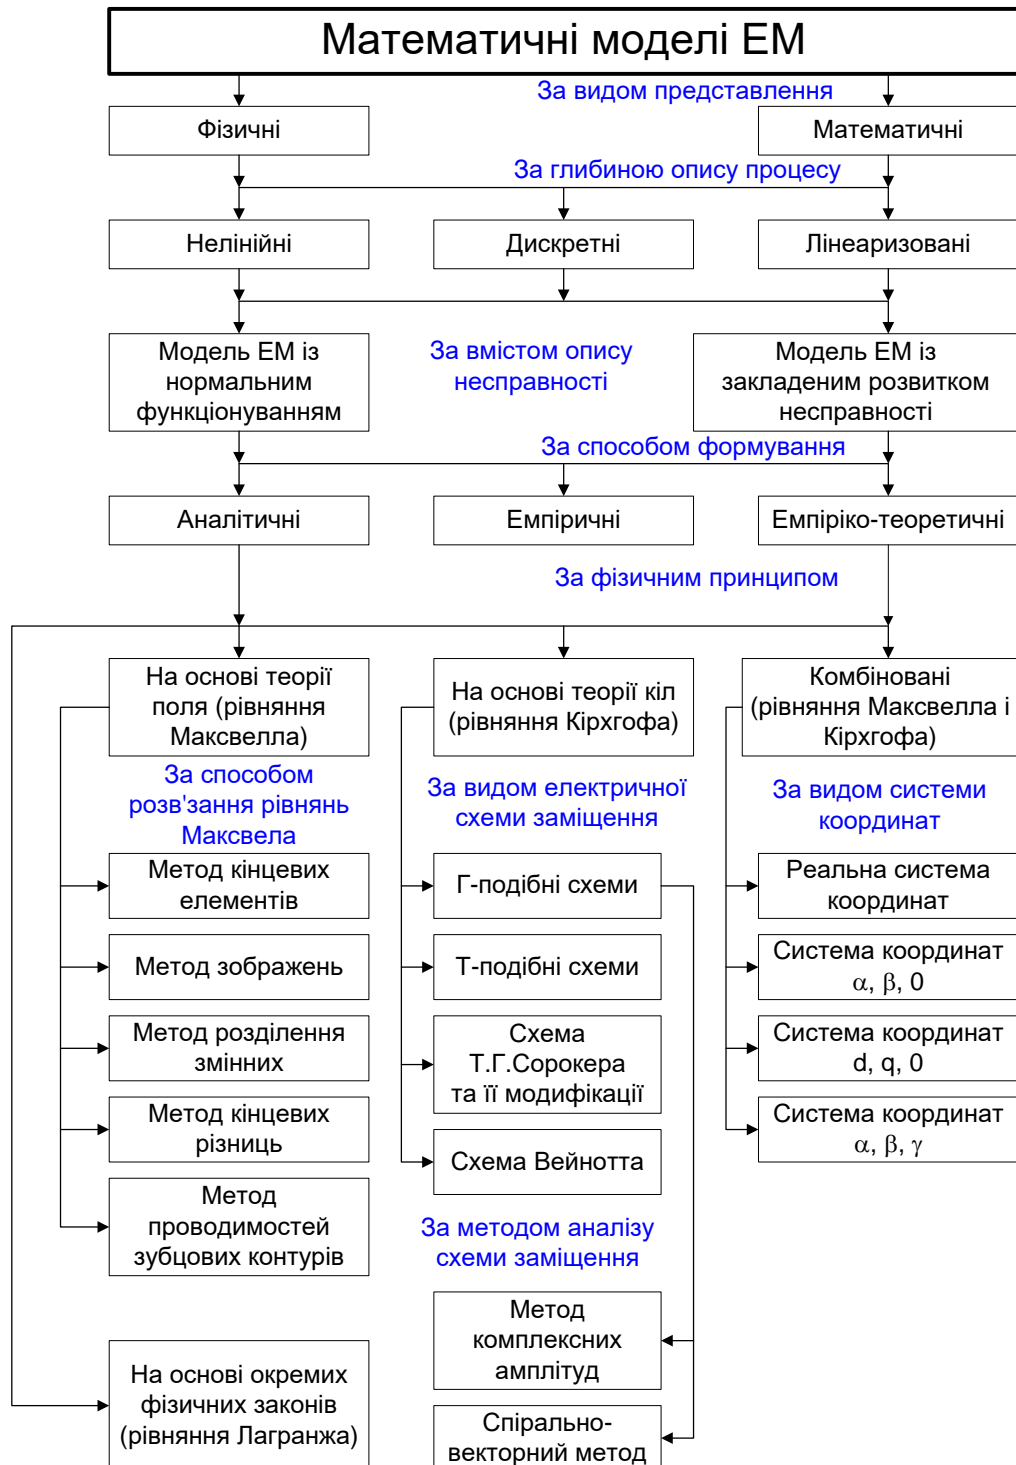 Математичні моделі ЕМ
За видом представлення
Фізичні
Математичні
За глибиною опису процесу
Нелінійні
Дискретні
Лінеаризовані
Модель ЕМ із
нормальним
функціонуванням
За вмістом опису
несправності
Модель ЕМ із
закладеним розвитком
несправності
За способом формування
Аналітичні
Емпіричні
Емпіріко-теоретичні
За фізичним принципом
На основі теорії
поля (рівняння
Максвелла)
На основі теорії кіл
(рівняння Кірхгофа)
Комбіновані
(рівняння Максвелла і
Кірхгофа)
За способом
розв'зання рівнянь
Максвела
За видом електричної
схеми заміщення
За видом системи
координат
Метод кінцевих
елементів
Г-подібні схеми
Реальна система
координат
Метод зображень
Т-подібні схеми
Система координат
α, β, 0
Метод розділення
змінних
Схема
Т.Г.Сорокера
та її модифікації
Система координат
d, q, 0
Метод кінцевих
різниць
Схема Вейнотта
Система координат
α, β, γ
Метод
проводимостей
зубцових контурів
За методом аналізу
схеми заміщення
Метод
комплексних
амплітуд
На основі окремих
фізичних законів
(рівняння Лагранжа)
Спірально-
векторний метод